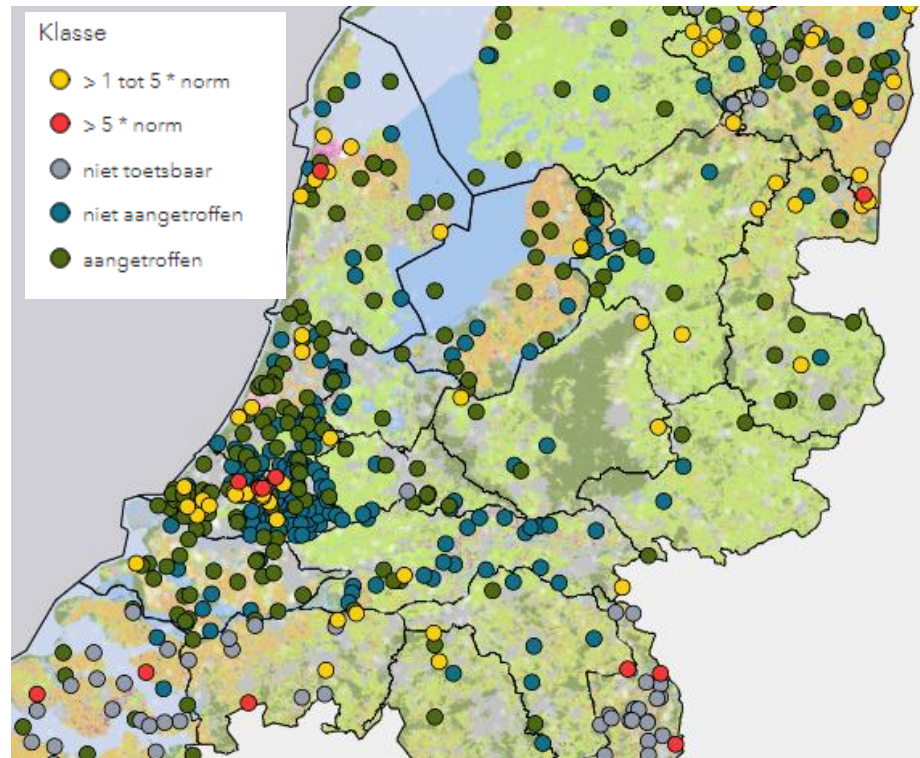 Klasse
> 1 tot 5 * norm
> 5 * norm
niet toetsbaar
niet aangetroffen
aangetroffen